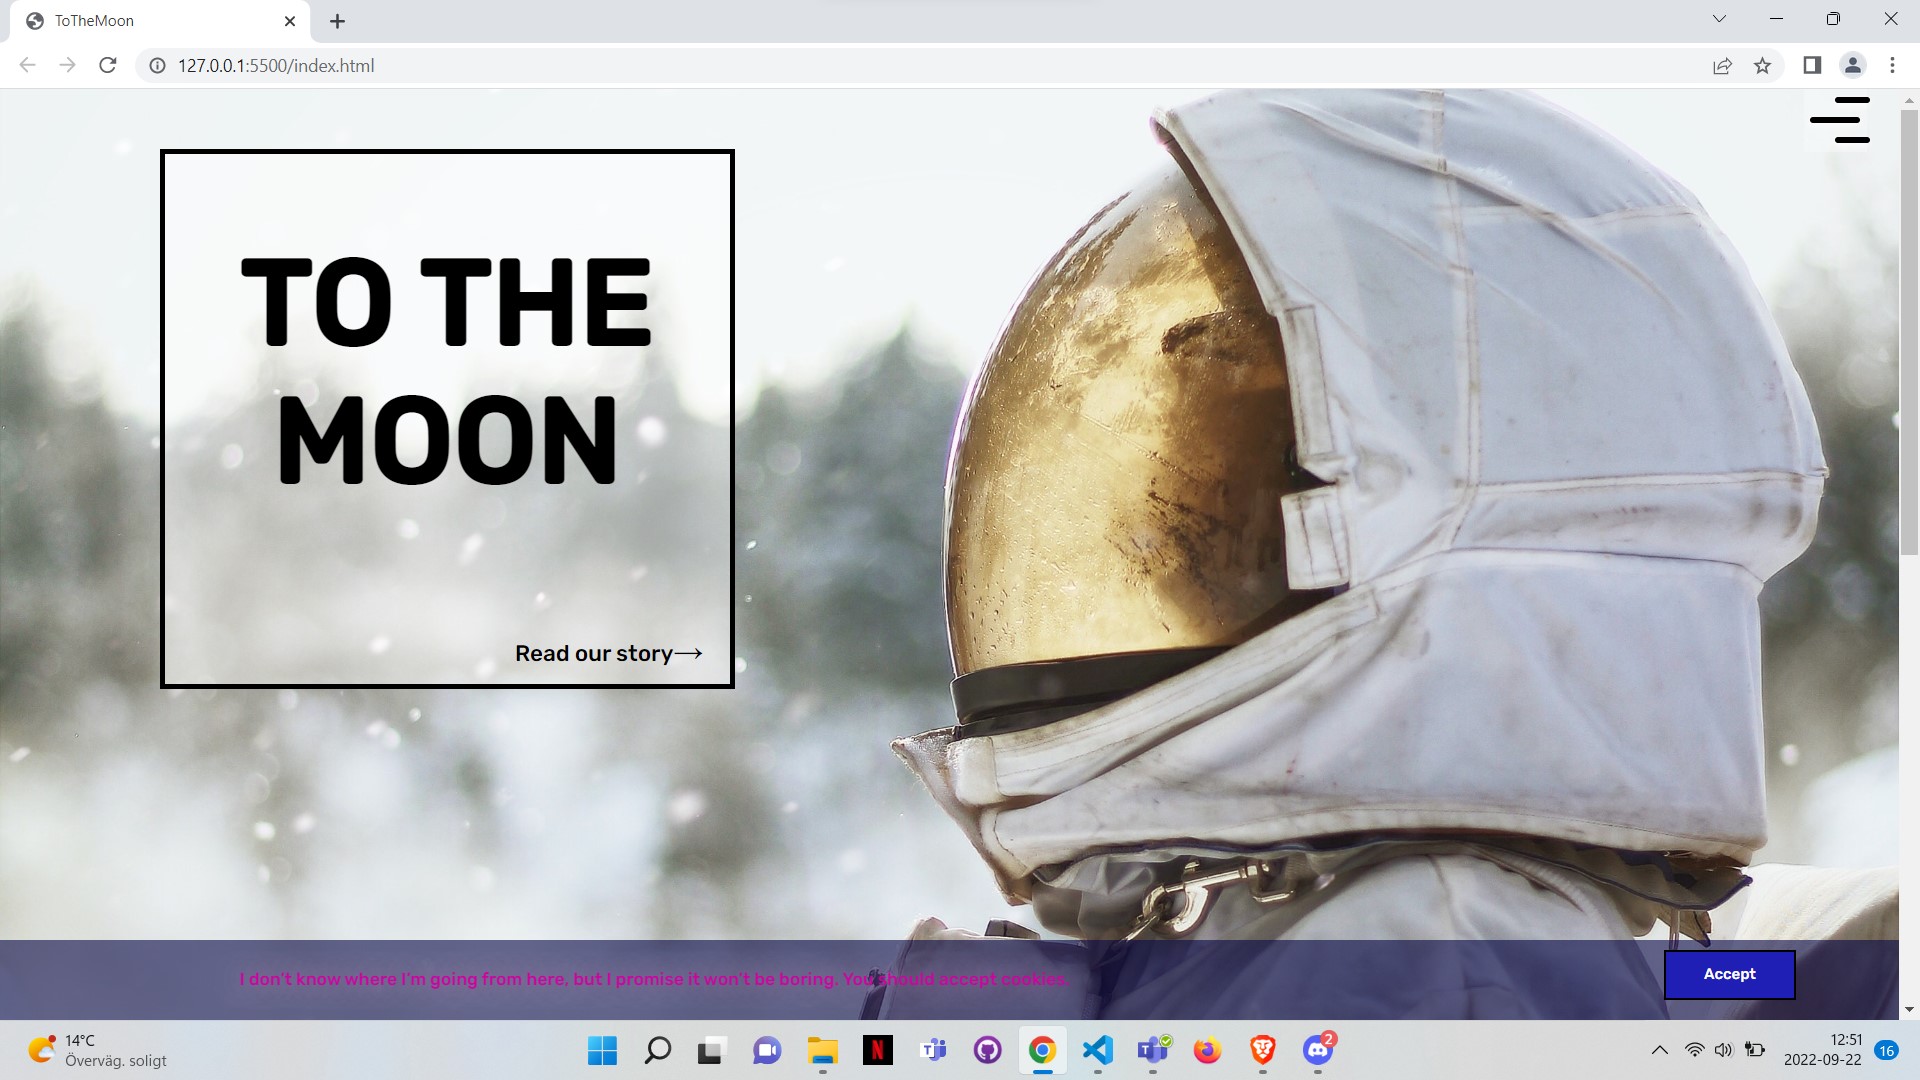 ToTheMoon
127.0.0.1:5500/index.html
TO THE
MOON
Read our story→
I don't know where I'm going from here, but I promise it won't be boring. You should accept cookies.
Accept
14°C
Överväg. soligt
N
T
T
2
12:51
2022-09-22
16